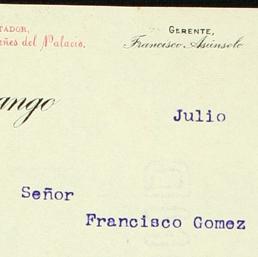 TADOR,
GERENTE,
ñes del Palacio.
Francisco Asúnsolo
ango
Julio
Señor
Francisco Gomez